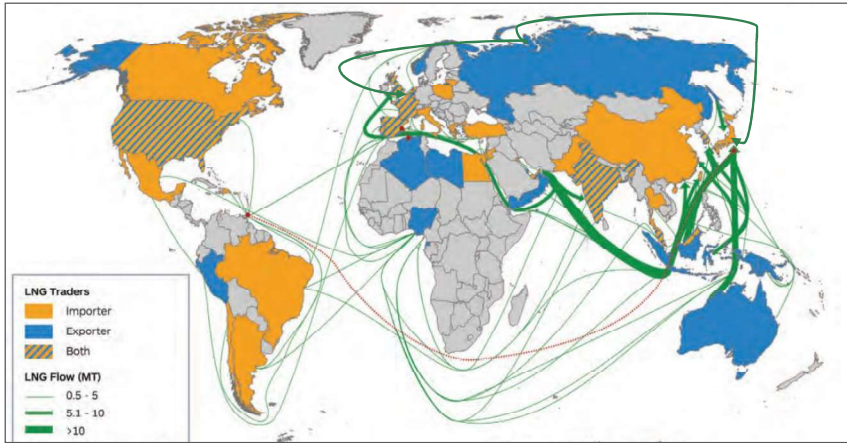 LNG Traders
Importer
Exporter
Both
LNG Flow (MT)
0.5 - 5
5.1 - 10
>10